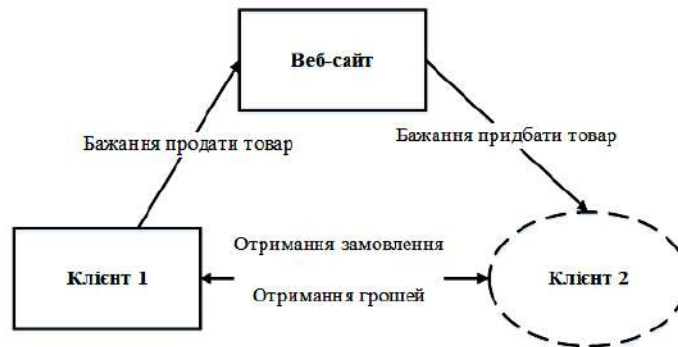 Веб-сайт
Бажання продати товар
Бажання придбати товар
Клієнт 1
Отримання замовлення
Отримання грошей
Клієнт 2